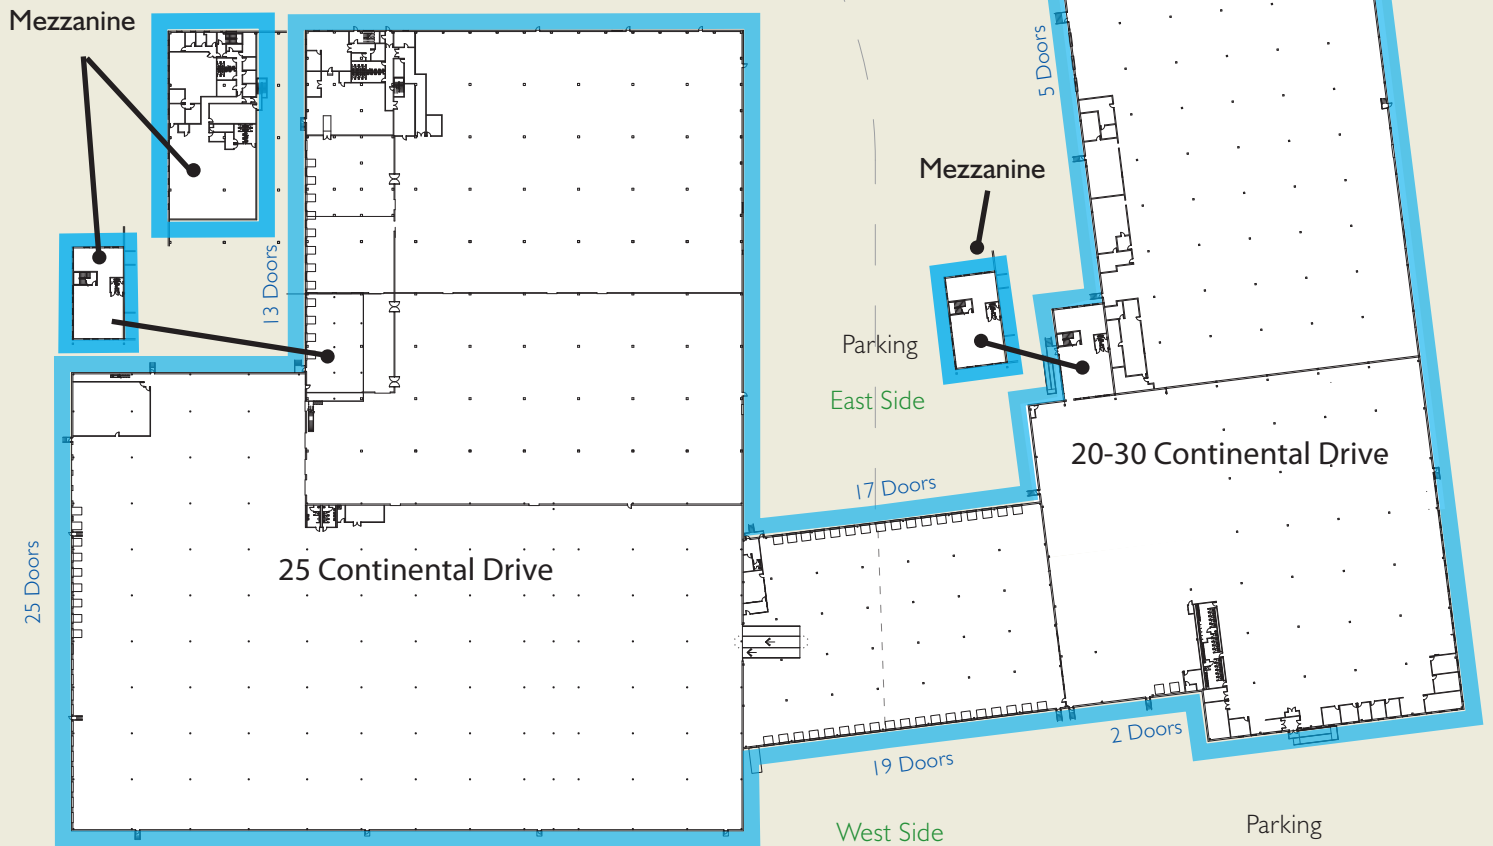 Mezzanine
5 Doors
Mezzanine
13 Doors
Parking
East Side
20-30 Continental Drive
17 Doors
25 Continental Drive
25 Doors
2 Doors
19 Doors
West Side
Parking